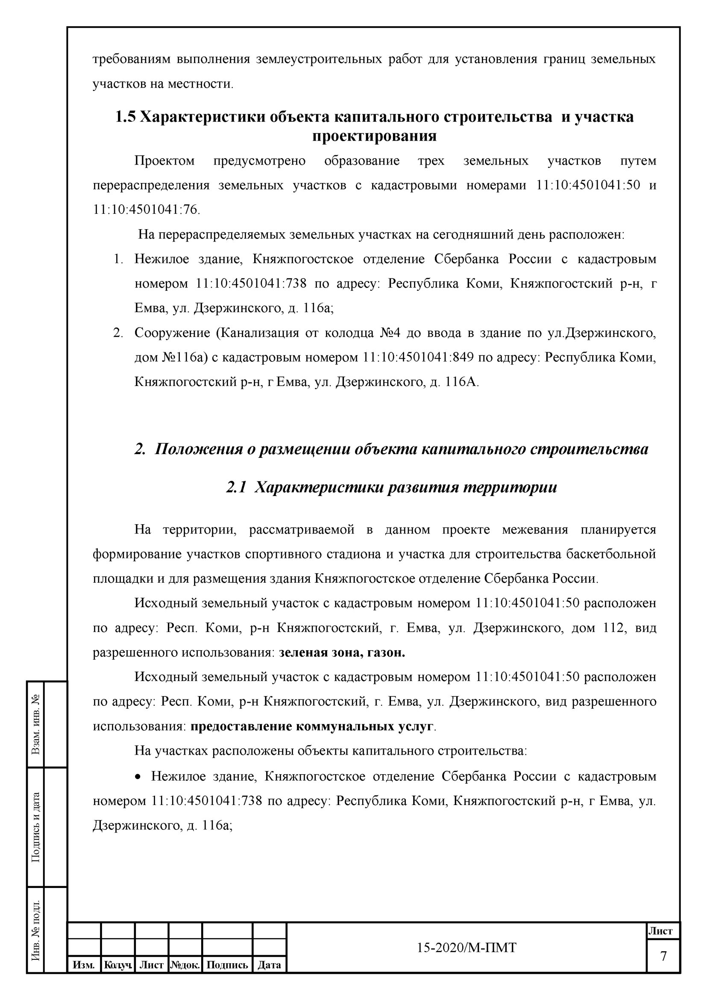 требованиям выполнения землеустроительных работ для установления границ земельных
участков на местности.
1.5 Характеристики объекта капитального строительства  и участка
проектирования
Проектом предусмотрено образование трех земельных участков путем
перераспределения земельных участков с кадастровыми номерами 11:10:4501041:50 и
11:10:4501041:76.
На перераспределяемых земельных участках на сегодняшний день расположен:
1. Нежилое здание, Княжпогостское отделение Сбербанка России с кадастровым
номером 11:10:4501041:738 по адресу: Республика Коми, Княжпогостский р-н, г
Емва, ул. Дзержинского, д. 116а;
2. Сооружение (Канализация от колодца №4 до ввода в здание по ул.Дзержинского,
дом №116а) с кадастровым номером 11:10:4501041:849 по адресу: Республика Коми,
Княжпогостский р-н, г Емва, ул. Дзержинского, д. 116А.
2. Положения о размещении объекта капитального строительства
2.1 Характеристики развития территории
На территории, рассматриваемой в данном проекте межевания планируется
формирование участков спортивного стадиона и участка для строительства баскетбольной
площадки и для размещения здания Княжпогостское отделение Сбербанка России.
Исходный земельный участок с кадастровым номером 11:10:4501041:50 расположен
по адресу: Респ. Коми, р-н Княжпогостский, г. Емва, ул. Дзержинского, дом 112, вид
разрешенного использования: зеленая зона, газон.
Исходный земельный участок с кадастровым номером 11:10:4501041:50 расположен
по адресу: Респ. Коми, р-н Княжпогостский, г. Емва, ул. Дзержинского, вид разрешенного
использования: предоставление коммунальных услуг.
На участках расположены объекты капитального строительства:
• Нежилое здание, Княжпогостское отделение Сбербанка России с кадастровым
номером 11:10:4501041:738 по адресу: Республика Коми, Княжпогостский р-н, г Емва, ул.
Дзержинского, д. 116а;
Взам. инв. №
Подпись и дата
Инв. № подл.
Изм. Кол.уч. Лист №док. Подпись Дата
15-2020/М-ПМТ
Лист
7